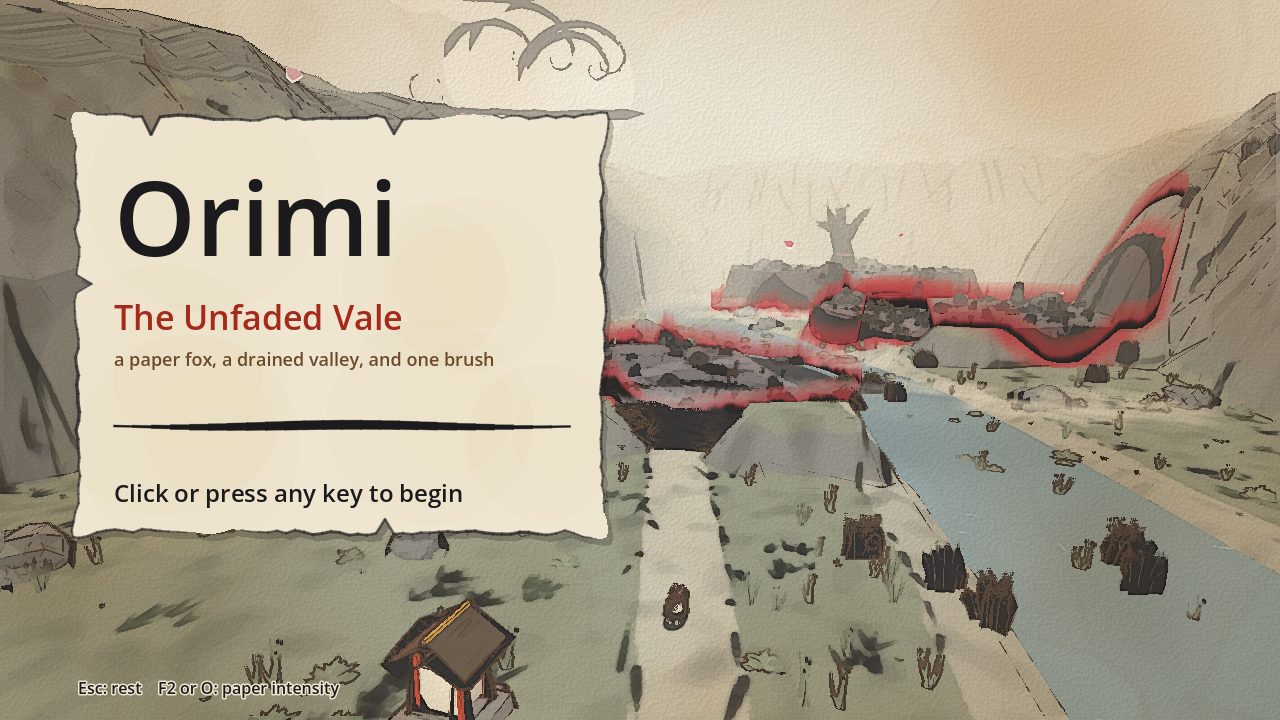 Orimi
The Unfaded Vale
a paper fox, a drained valley, and one brush
Click or press any key to begin
Esc: rest F2 or O: paper intensity